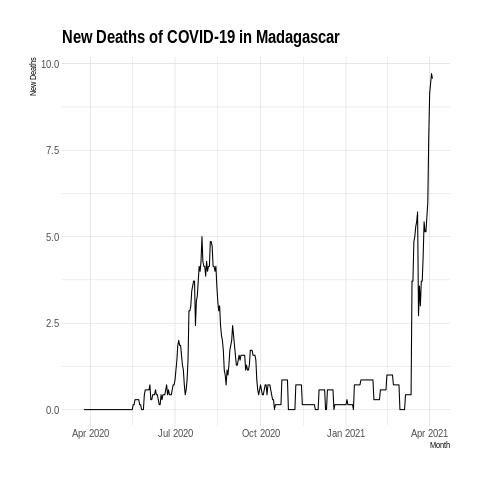 New Deaths of COVID-19 in Madagascar
New Deaths
10.0
7.5
5.0
2.5
0.0
Apr 2020 Jul 2020 Oct 2020 Jan 2021 Apr 2021
Month